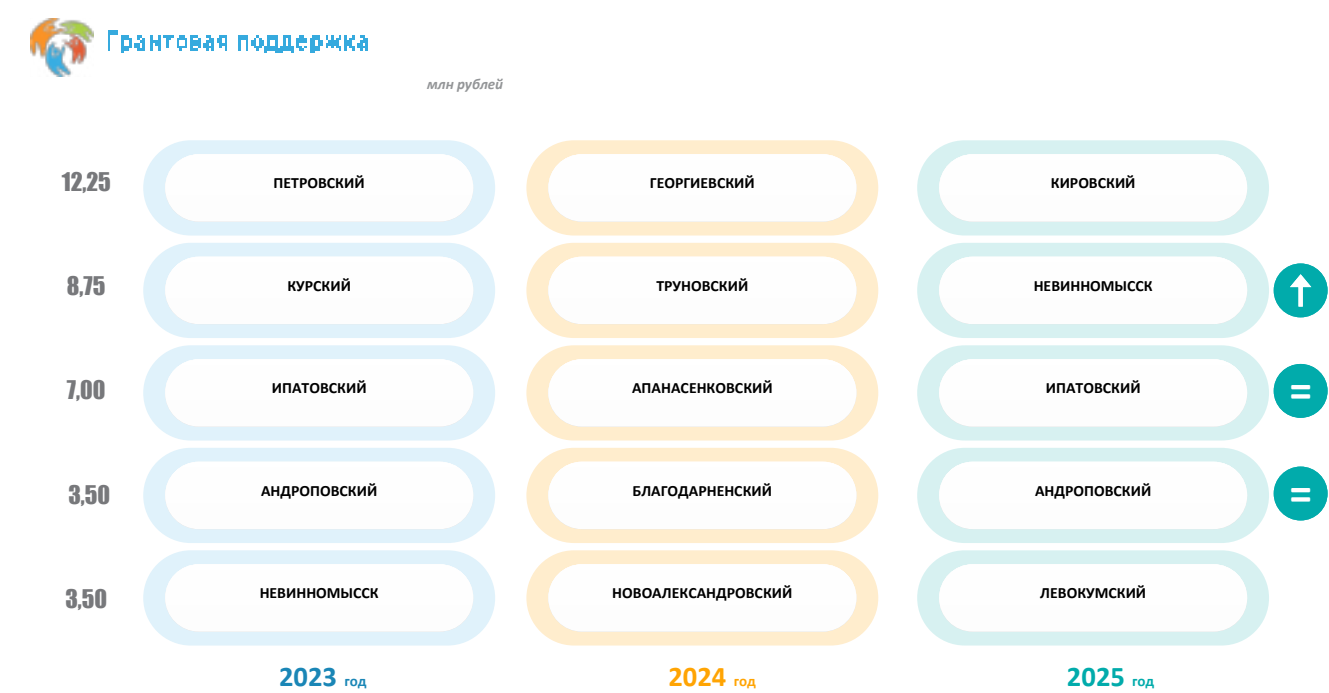 Грантовая поддержка
млн рублей
12,25 ПЕТРОВСКИЙ ГЕОРГИЕВСКИЙ КИРОВСКИЙ
8,75 КУРСКИЙ ТРУНОВСКИЙ НЕВИННОМЫССК
7,00 ИПАТОВСКИЙ АПАНАСЕНКОВСКИЙ ИПАТОВСКИЙ =
3,50 АНДРОПОВСКИЙ БЛАГОДАРНЕНСКИЙ АНДРОПОВСКИЙ =
3,50 НЕВИННОМЫССК НОВОАЛЕКСАНДРОВСКИЙ ЛЕВОКУМСКИЙ
2023 год 2024 год 2025 год